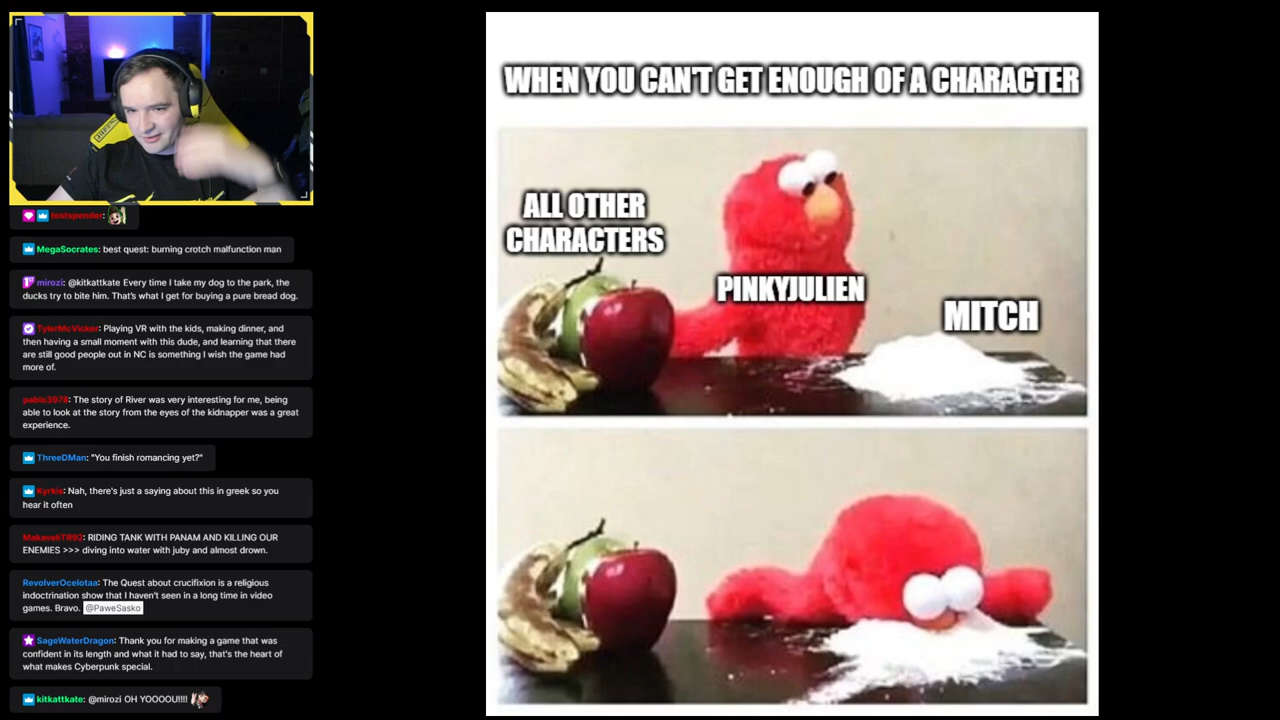 tostspender:
MegaSocrates: best quest: burning crotch malfunction man
mirozi: @kitkattkate Every time I take my dog to the park, the
ducks try to bite him. That's what I get for buying a pure bread dog.
TylerMcVicker: Playing VR with the kids, making dinner, and
then having a small moment with this dude, and learning that there
are still good people out in NC is something I wish the game had
more of.
pablo3978: The story of River was very interesting for me, being
able to look at the story from the eyes of the kidnapper was a great
experience.
ThreeDMan: "You finish romancing yet?"
Kyrkis: Nah, there's just a saying about this in greek so you
hear it often
MakaveliTR92: RIDING TANK WITH PANAM AND KILLING OUR
ENEMIES >>> diving into water with juby and almost drown.
RevolverOcelotaa: The Quest about crucifixion is a religious
indoctrination show that I haven't seen in a long time in video
games. Bravo. @PaweSasko
SageWaterDragon: Thank you for making a game that was
confident in its length and what it had to say, that's the heart of
what makes Cyberpunk special.
kitkattkate: @mirozi OH YOOOOU!!!!
WHEN YOU CAN'T GET ENOUGH OF A CHARACTER
ALL OTHER
CHARACTERS
PINKYJULIEN
MITCH